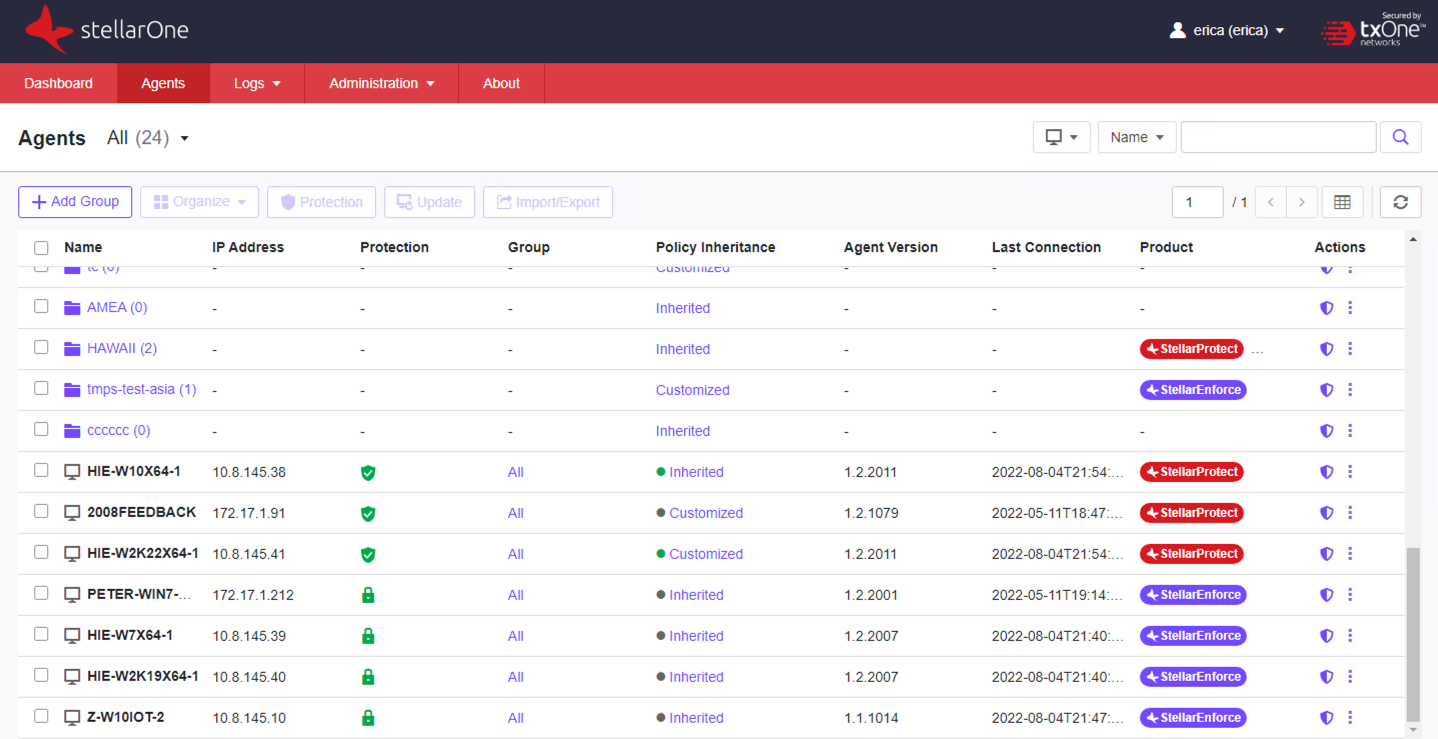 stellarOne
erica (erica)
Secured by
txOne™
networks
Dashboard Agents Logs Administration About
Agents All (24)
Name
Add Group Organize Protection Update Import/Export
1 / 1
Name IP Address Protection Group Policy Inheritance Agent Version Last Connection Product Actions
tc (0) - - - Customized - - -
AMEA (0) - - - Inherited - - -
HAWAII (2) - - - Inherited - - StellarProtect ...
tmps-test-asia (1) - - - Customized - - StellarEnforce
cccccc (0) - - - Inherited - - -
HIE-W10X64-1 10.8.145.38 All Inherited 1.2.2011 2022-08-04T21:54:... StellarProtect
2008FEEDBACK 172.17.1.91 All Customized 1.2.1079 2022-05-11T18:47:... StellarProtect
HIE-W2K22X64-1 10.8.145.41 All Customized 1.2.2011 2022-08-04T21:54:... StellarProtect
PETER-WIN7-... 172.17.1.212 All Inherited 1.2.2001 2022-05-11T19:14:... StellarEnforce
HIE-W7X64-1 10.8.145.39 All Inherited 1.2.2007 2022-08-04T21:40:... StellarEnforce
HIE-W2K19X64-1 10.8.145.40 All Inherited 1.2.2007 2022-08-04T21:40:... StellarEnforce
Z-W10IOT-2 10.8.145.10 All Inherited 1.1.1014 2022-08-04T21:47:... StellarEnforce